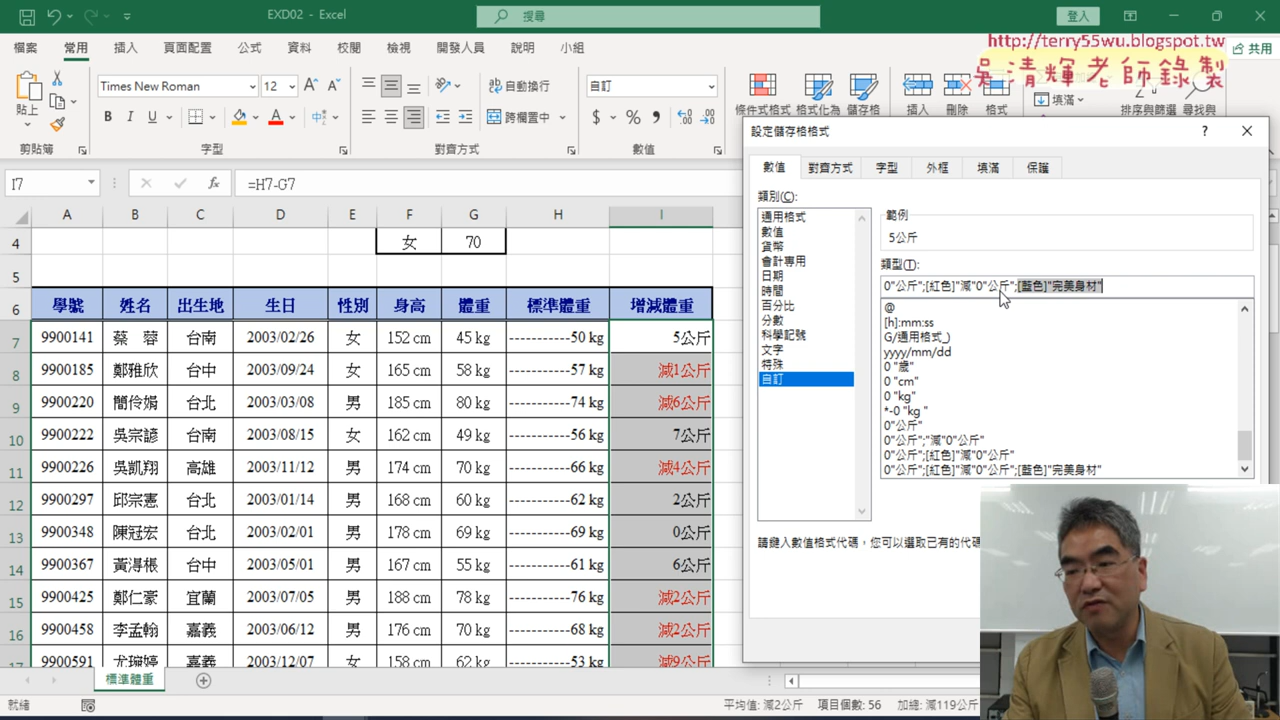 EXD02 - Excel
搜尋
登入
檔案 常用 插入 頁面配置 公式 資料 校閱 檢視 開發人員 說明 小組
共用
http://terry55wu.blogspot.tw
吳清輝老師錄製
貼上
Times New Roman 12
B I U A
自動換行
跨欄置中
自訂
$ % ,
條件式格式 格式化為 儲存格 插入 刪除 格式
填滿
排序與篩選 尋找與
剪貼簿 字型 對齊方式 數值
I7 fx =H7-G7
A B C D E F G H I
4 女 70
5
6 學號 姓名 出生地 生日 性別 身高 體重 標準體重 增減體重
7 9900141 蔡 蓉 台南 2003/02/26 女 152 cm 45 kg -----------50 kg 5公斤
8 9900185 鄭雅欣 台中 2003/09/24 女 165 cm 58 kg -----------57 kg 減1公斤
9 9900220 簡伶娟 台北 2003/03/08 男 185 cm 80 kg -----------74 kg 減6公斤
10 9900222 吳宗諺 台南 2003/08/15 女 162 cm 49 kg -----------56 kg 7公斤
11 9900226 吳凱翔 高雄 2003/11/12 男 174 cm 70 kg -----------66 kg 減4公斤
12 9900297 邱宗憲 台北 2003/01/14 男 168 cm 60 kg -----------62 kg 2公斤
13 9900348 陳冠宏 台北 2003/02/01 男 178 cm 69 kg -----------69 kg 0公斤
14 9900367 黃淳棖 台中 2003/05/01 男 167 cm 55 kg -----------61 kg 6公斤
15 9900425 鄭仁豪 宜蘭 2003/07/05 男 188 cm 78 kg -----------76 kg 減2公斤
16 9900458 李孟翰 嘉義 2003/06/12 男 176 cm 70 kg -----------68 kg 減2公斤
17 9900591 尤琬婷 嘉義 2003/12/07 女 158 cm 62 kg -----------53 kg 減9公斤
標準體重
就緒
平均值: 減2公斤 項目個數: 56 加總: 減119公斤
設定儲存格格式
數值 對齊方式 字型 外框 填滿 保護
類別(C):
通用格式
數值
貨幣
會計專用
日期
時間
百分比
分數
科學記號
文字
特殊
自訂
範例
5公斤
類型(T):
0"公斤";[紅色]"減"0"公斤";[藍色]"完美身材"
@
[h]:mm:ss
G/通用格式_)
yyyy/mm/dd
0 "歲"
0 "cm"
0 "kg"
*-0 "kg "
0"公斤"
0"公斤";"減"0"公斤"
0"公斤";[紅色]"減"0"公斤"
0"公斤";[紅色]"減"0"公斤";[藍色]"完美身材"
請鍵入數值格式代碼，您可以選取已有的代碼